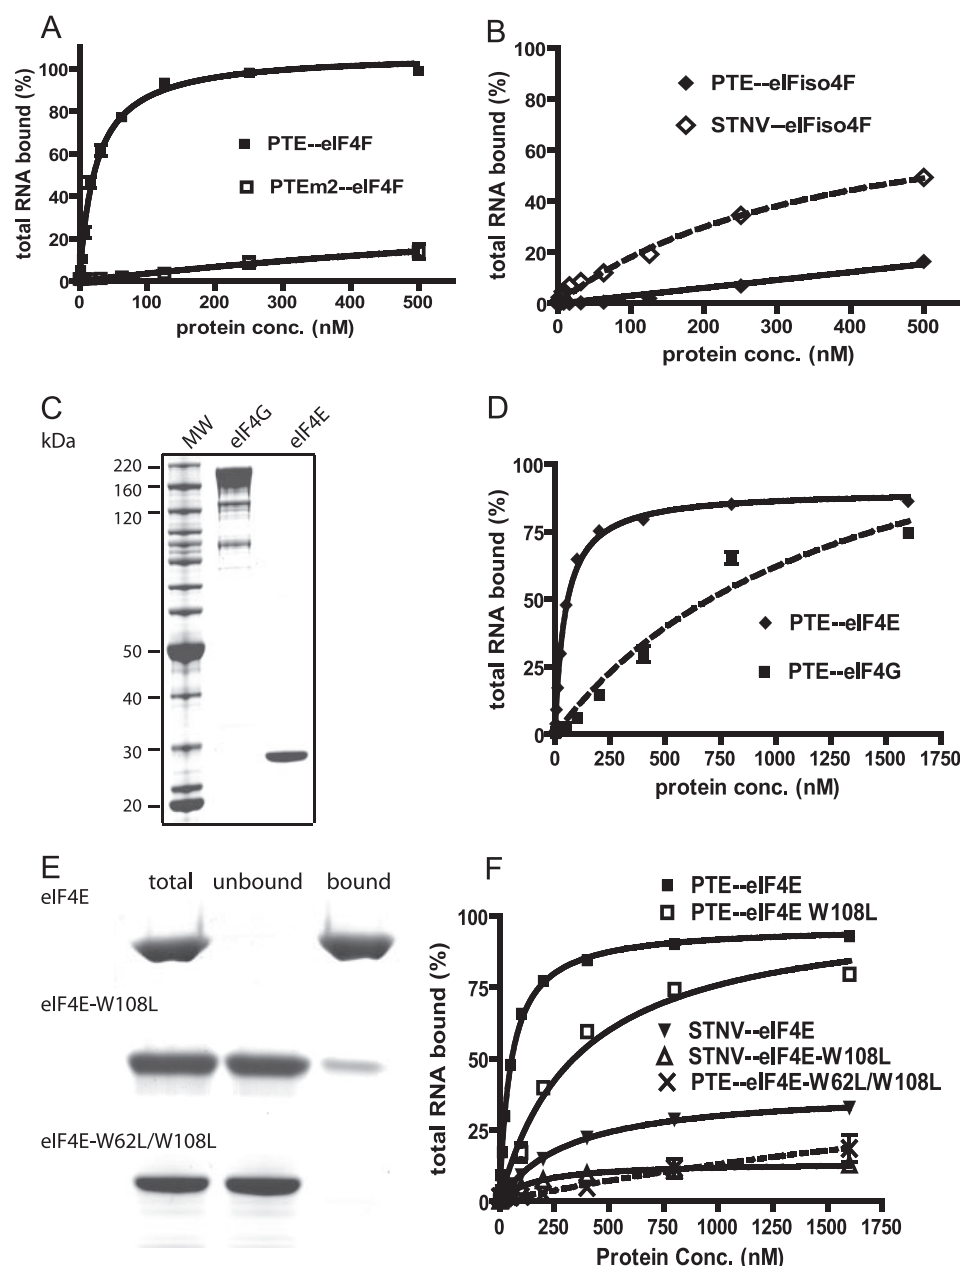 A
total RNA bound (%)
100
80
60
40
20
0
PTE--eIF4F
PTEm2--eIF4F
0 100 200 300 400 500
protein conc. (nM)
B
total RNA bound (%)
100
80
60
40
20
0
PTE--eIFiso4F
STNV--eIFiso4F
0 100 200 300 400 500
protein conc. (nM)
C
kDa
MW eIF4G eIF4E
220
160
120
50
40
30
20
D
total RNA bound (%)
100
75
50
25
0
PTE--eIF4E
PTE--eIF4G
0 250 500 750 1000 1250 1500 1750
protein conc. (nM)
E
total unbound bound
eIF4E
eIF4E-W108L
eIF4E-W62L/W108L
F
PTE--eIF4E
PTE--eIF4E W108L
total RNA bound (%)
100
75
50
25
0
STNV--eIF4E
STNV--eIF4E-W108L
PTE--eIF4E-W62L/W108L
0 250 500 750 1000 1250 1500 1750
Protein Conc. (nM)